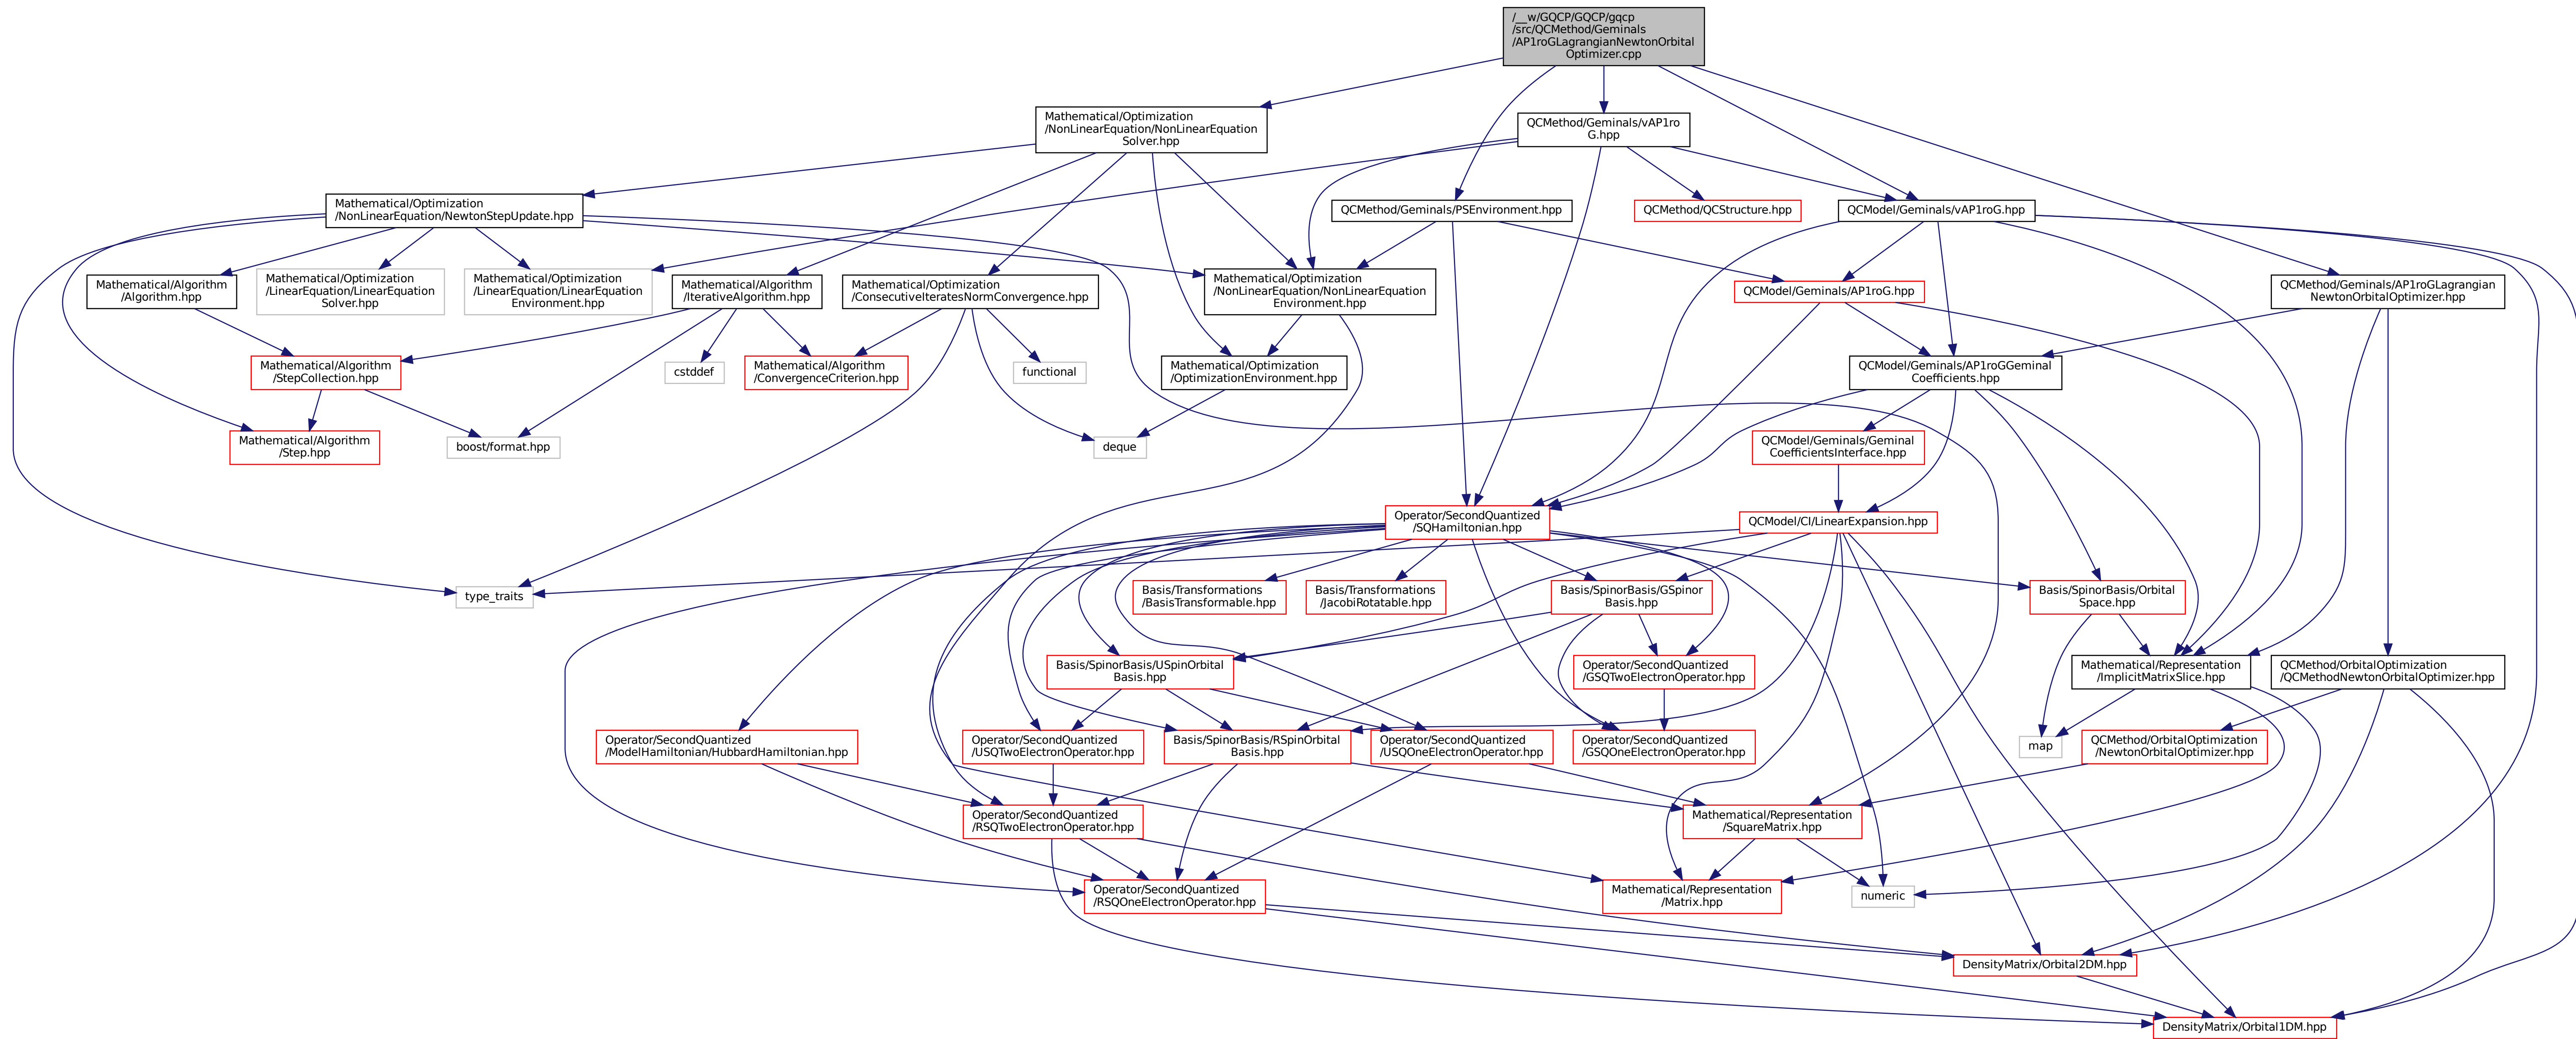 /__w/GQCP/GQCP/gqcp
/src/QCMethod/Geminals
/AP1roGLagrangianNewtonOrbital
Optimizer.cpp
Mathematical/Optimization
/NonLinearEquation/NonLinearEquation
Solver.hpp
QCMethod/Geminals/vAP1ro
G.hpp
Mathematical/Optimization
/NonLinearEquation/NewtonStepUpdate.hpp
QCMethod/Geminals/PSEnvironment.hpp
QCMethod/QCStructure.hpp
QCModel/Geminals/vAP1roG.hpp
Mathematical/Algorithm
/Algorithm.hpp
Mathematical/Optimization
/LinearEquation/LinearEquation
Solver.hpp
Mathematical/Optimization
/LinearEquation/LinearEquation
Environment.hpp
Mathematical/Algorithm
/IterativeAlgorithm.hpp
Mathematical/Optimization
/ConsecutiveIteratesNormConvergence.hpp
Mathematical/Optimization
/NonLinearEquation/NonLinearEquation
Environment.hpp
QCModel/Geminals/AP1roG.hpp
QCMethod/Geminals/AP1roGLagrangian
NewtonOrbitalOptimizer.hpp
Mathematical/Algorithm
/StepCollection.hpp
cstddef
Mathematical/Algorithm
/ConvergenceCriterion.hpp
functional
Mathematical/Optimization
/OptimizationEnvironment.hpp
QCModel/Geminals/AP1roGGeminal
Coefficients.hpp
Mathematical/Algorithm
/Step.hpp
boost/format.hpp
deque
QCModel/Geminals/Geminal
CoefficientsInterface.hpp
Operator/SecondQuantized
/SQHamiltonian.hpp
QCModel/CI/LinearExpansion.hpp
type_traits
Basis/Transformations
/BasisTransformable.hpp
Basis/Transformations
/JacobiRotatable.hpp
Basis/SpinorBasis/GSpinor
Basis.hpp
Basis/SpinorBasis/Orbital
Space.hpp
Basis/SpinorBasis/USpinOrbital
Basis.hpp
Operator/SecondQuantized
/GSQTwoElectronOperator.hpp
Mathematical/Representation
/ImplicitMatrixSlice.hpp
QCMethod/OrbitalOptimization
/QCMethodNewtonOrbitalOptimizer.hpp
Operator/SecondQuantized
/ModelHamiltonian/HubbardHamiltonian.hpp
Operator/SecondQuantized
/USQTwoElectronOperator.hpp
Basis/SpinorBasis/RSpinOrbital
Basis.hpp
Operator/SecondQuantized
/USQOneElectronOperator.hpp
Operator/SecondQuantized
/GSQOneElectronOperator.hpp
map
QCMethod/OrbitalOptimization
/NewtonOrbitalOptimizer.hpp
Operator/SecondQuantized
/RSQTwoElectronOperator.hpp
Mathematical/Representation
/SquareMatrix.hpp
Operator/SecondQuantized
/RSQOneElectronOperator.hpp
Mathematical/Representation
/Matrix.hpp
numeric
DensityMatrix/Orbital2DM.hpp
DensityMatrix/Orbital1DM.hpp